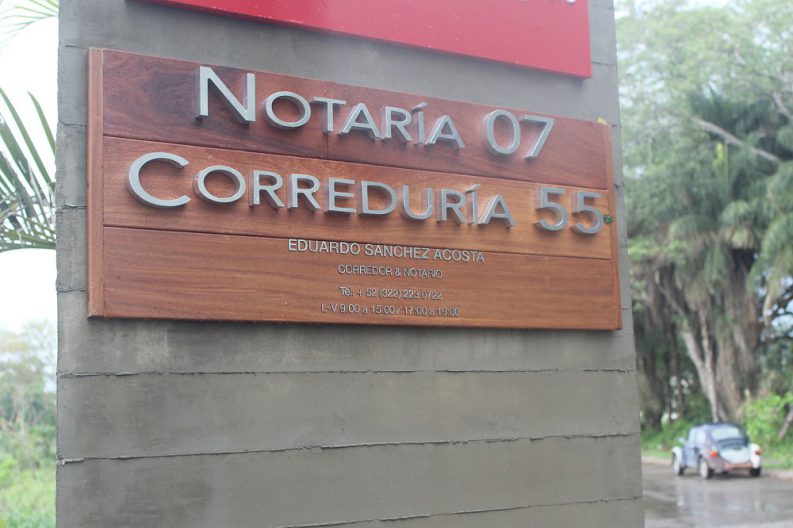 NOTARÍA 07
CORREDURÍA 55
EDUARDO SÁNCHEZ ACOSTA
CORREDOR & NOTARIO
Tel: + 52 (322) 223 0722
L-V 9:00 a 15:00 / 17:00 a 19:00